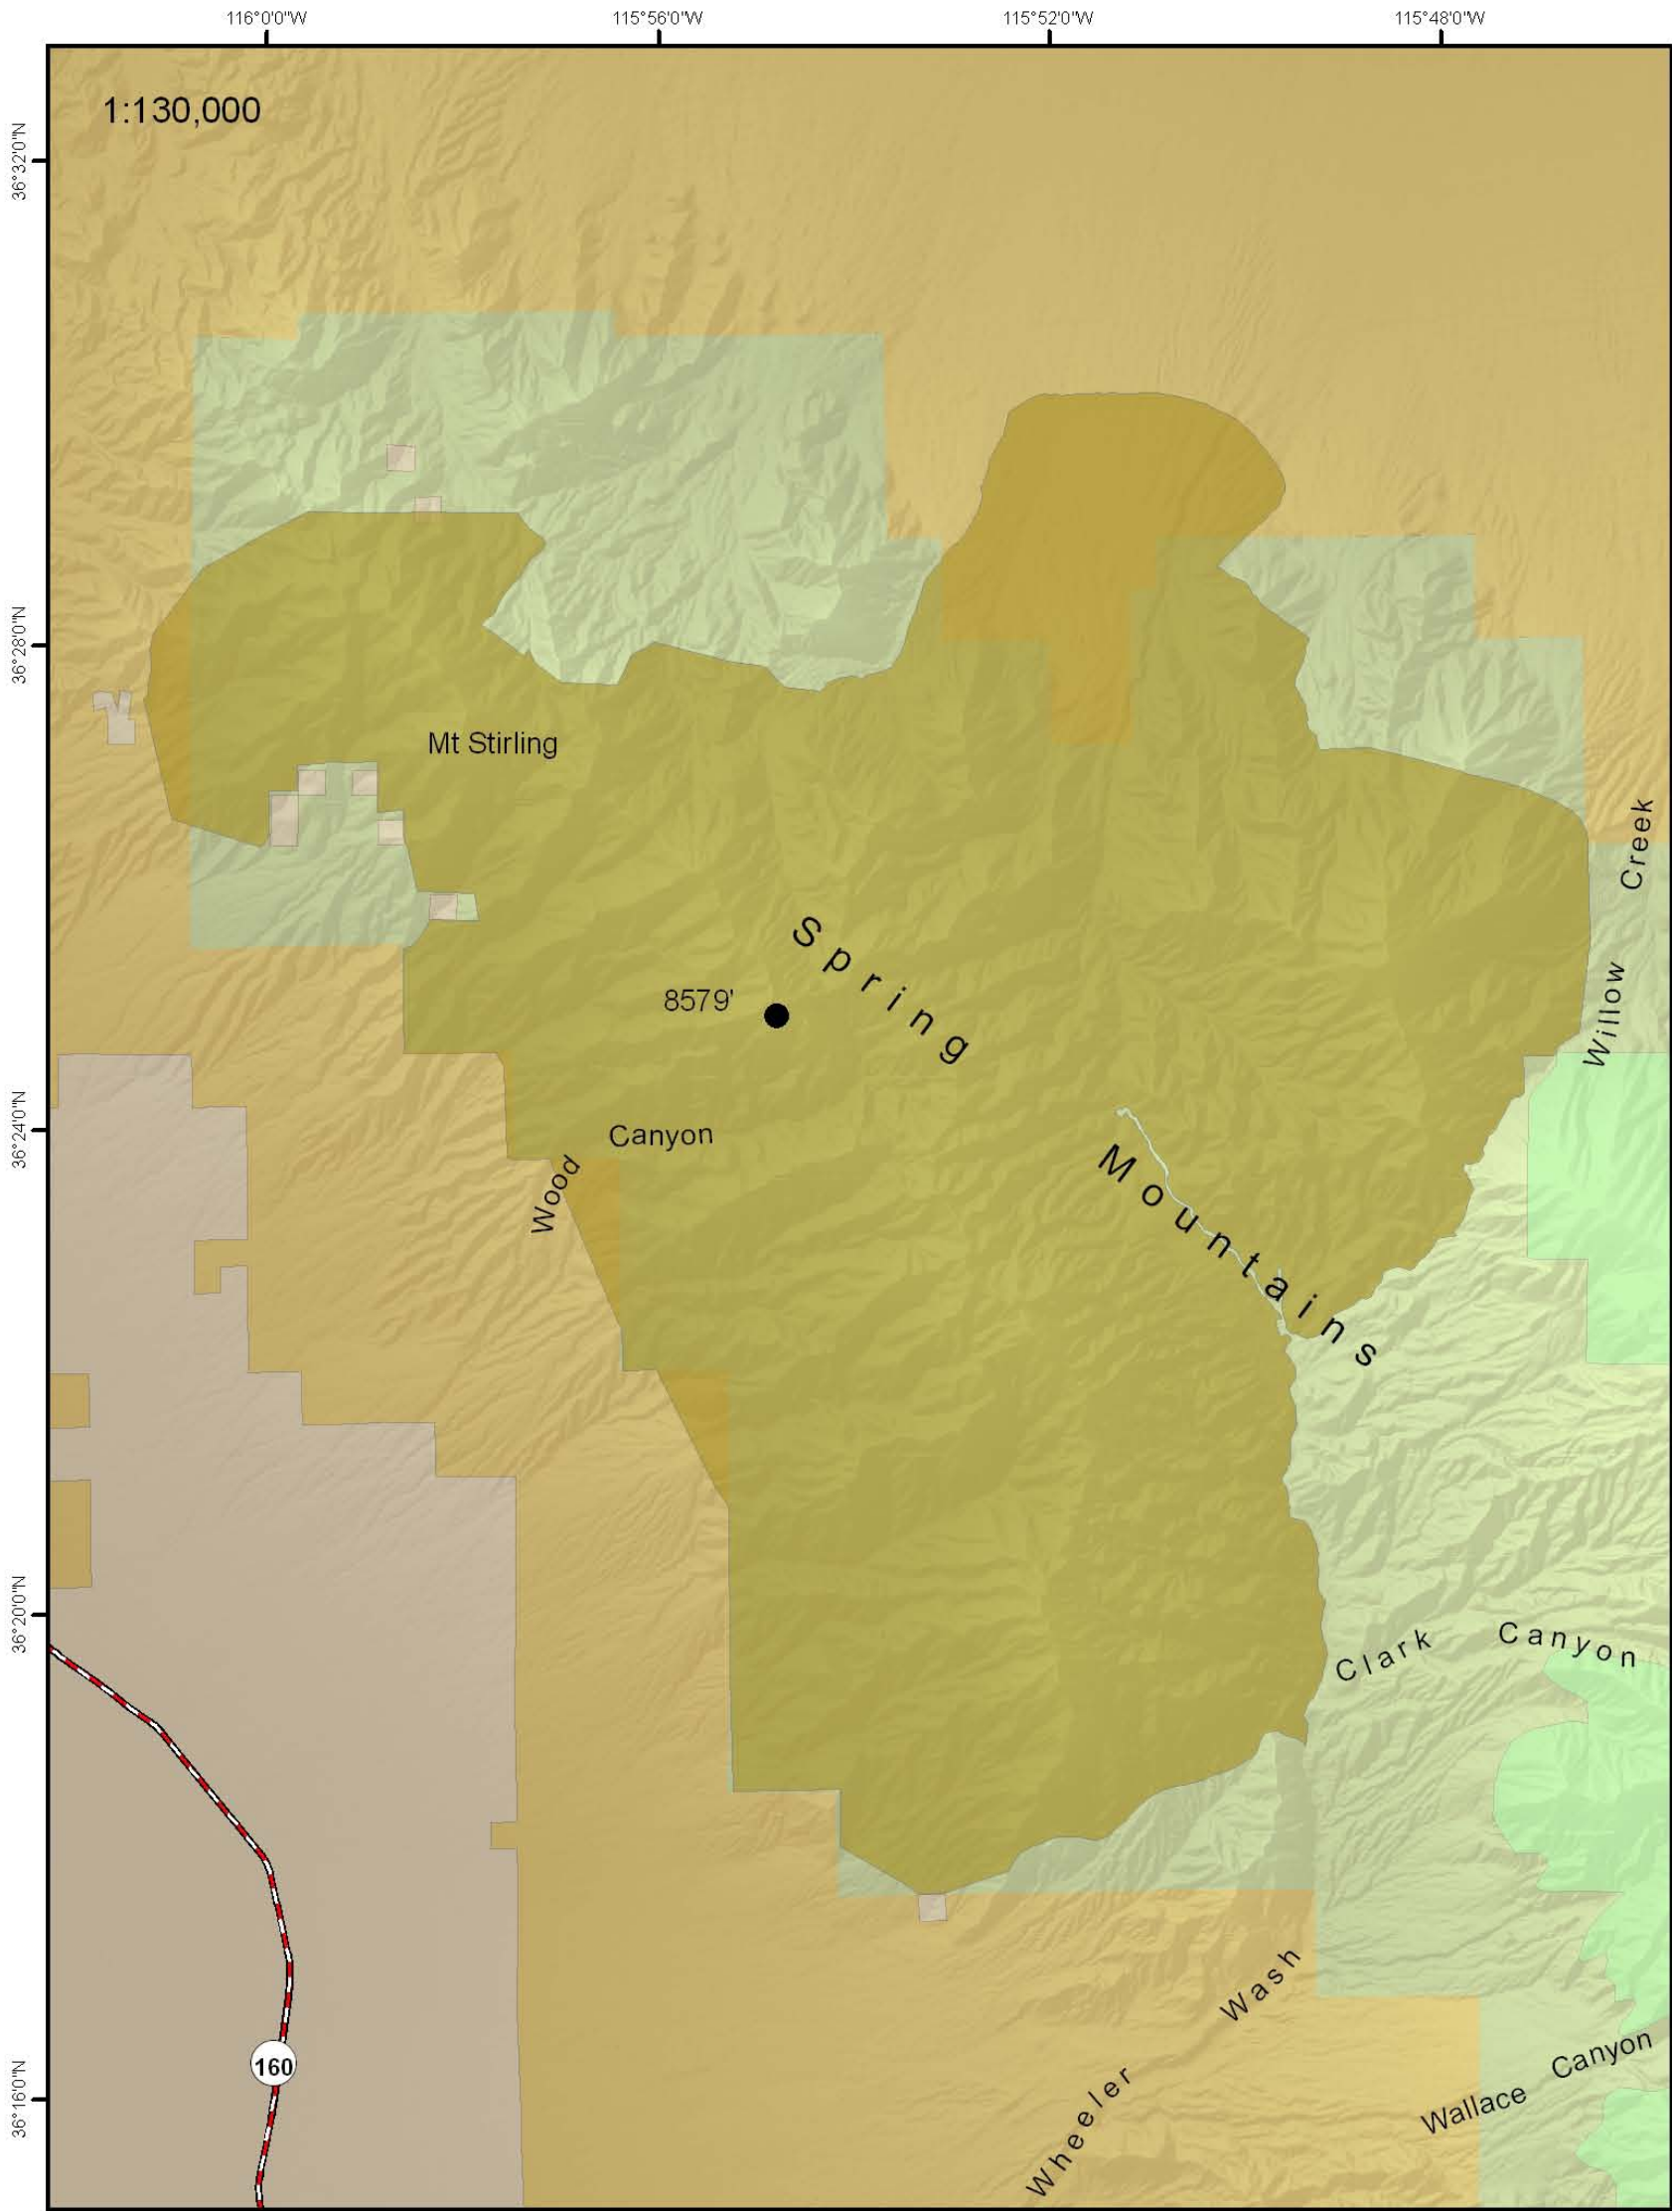 116°0'0"W
115°56'0"W
115°52'0"W
115°48'0"W
1:130,000
36°32'0"N
36°28'0"N
36°24'0"N
36°20'0"N
36°16'0"N
Mt Stirling
Willow Creek
Spring
8579'
Wood Canyon
Mountains
Clark Canyon
Wheeler Wash
160
Wallace Canyon